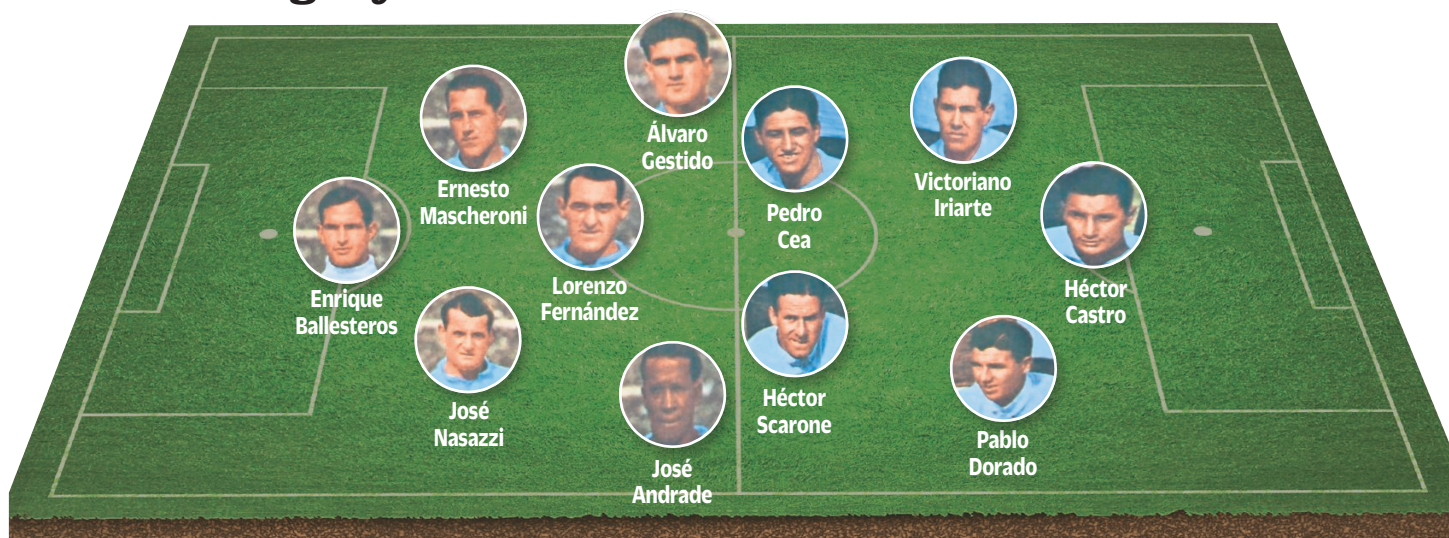 Álvaro
Gestido
Ernesto
Mascheroni
Victoriano
Iriarte
Pedro
Cea
Enrique
Ballesteros
Lorenzo
Fernández
Héctor
Castro
José
Nasazzi
Héctor
Scarone
Pablo
Dorado
José
Andrade